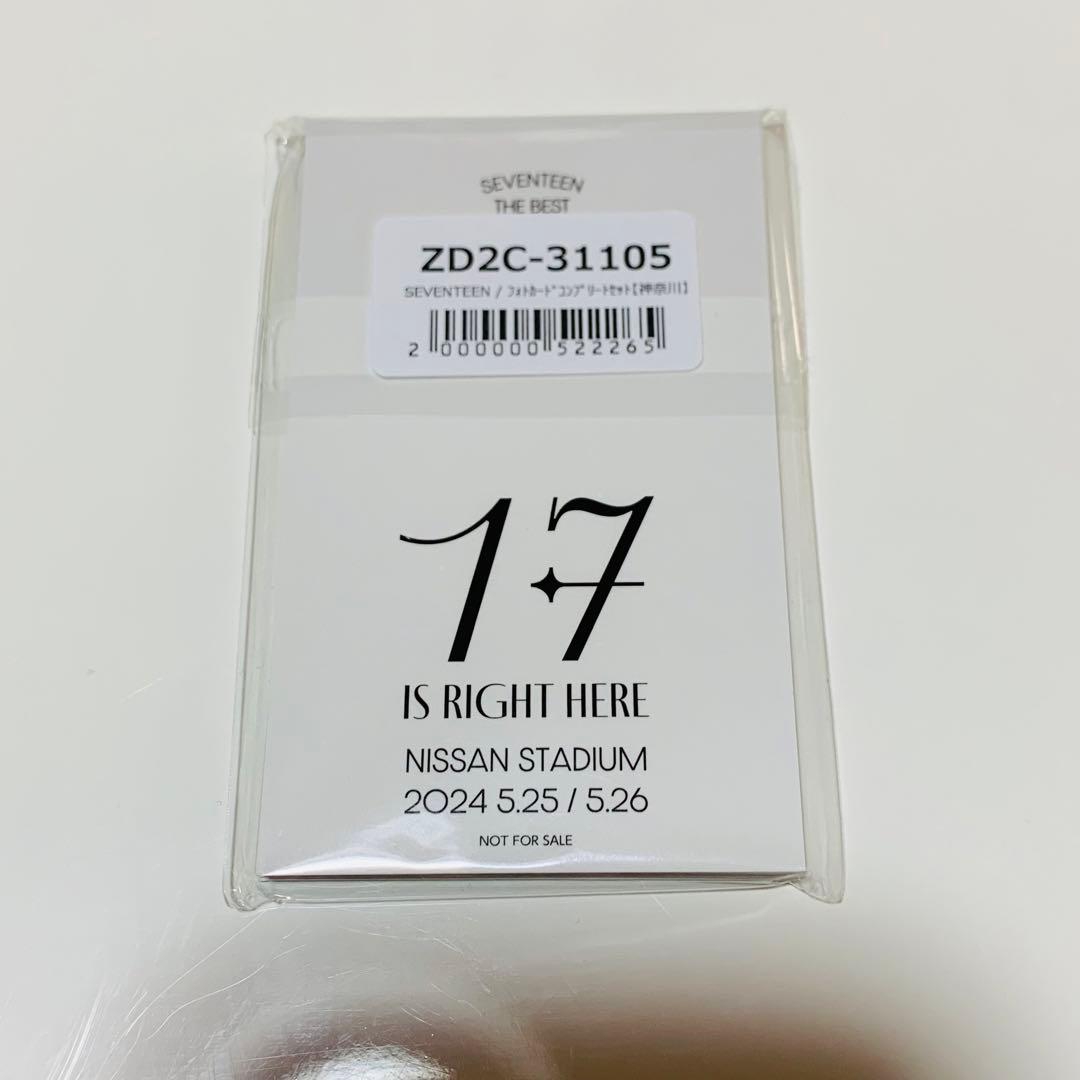 SEVENTEEN
THE BEST
ZD2C-31105
SEVENTEEN / ﾌｫﾄｶｰﾄﾞｺﾝﾌﾟﾘｰﾄｾｯﾄ【神奈川】
2 000000 522265
17
IS RIGHT HERE
NISSAN STADIUM
2024 5.25 / 5.26
NOT FOR SALE